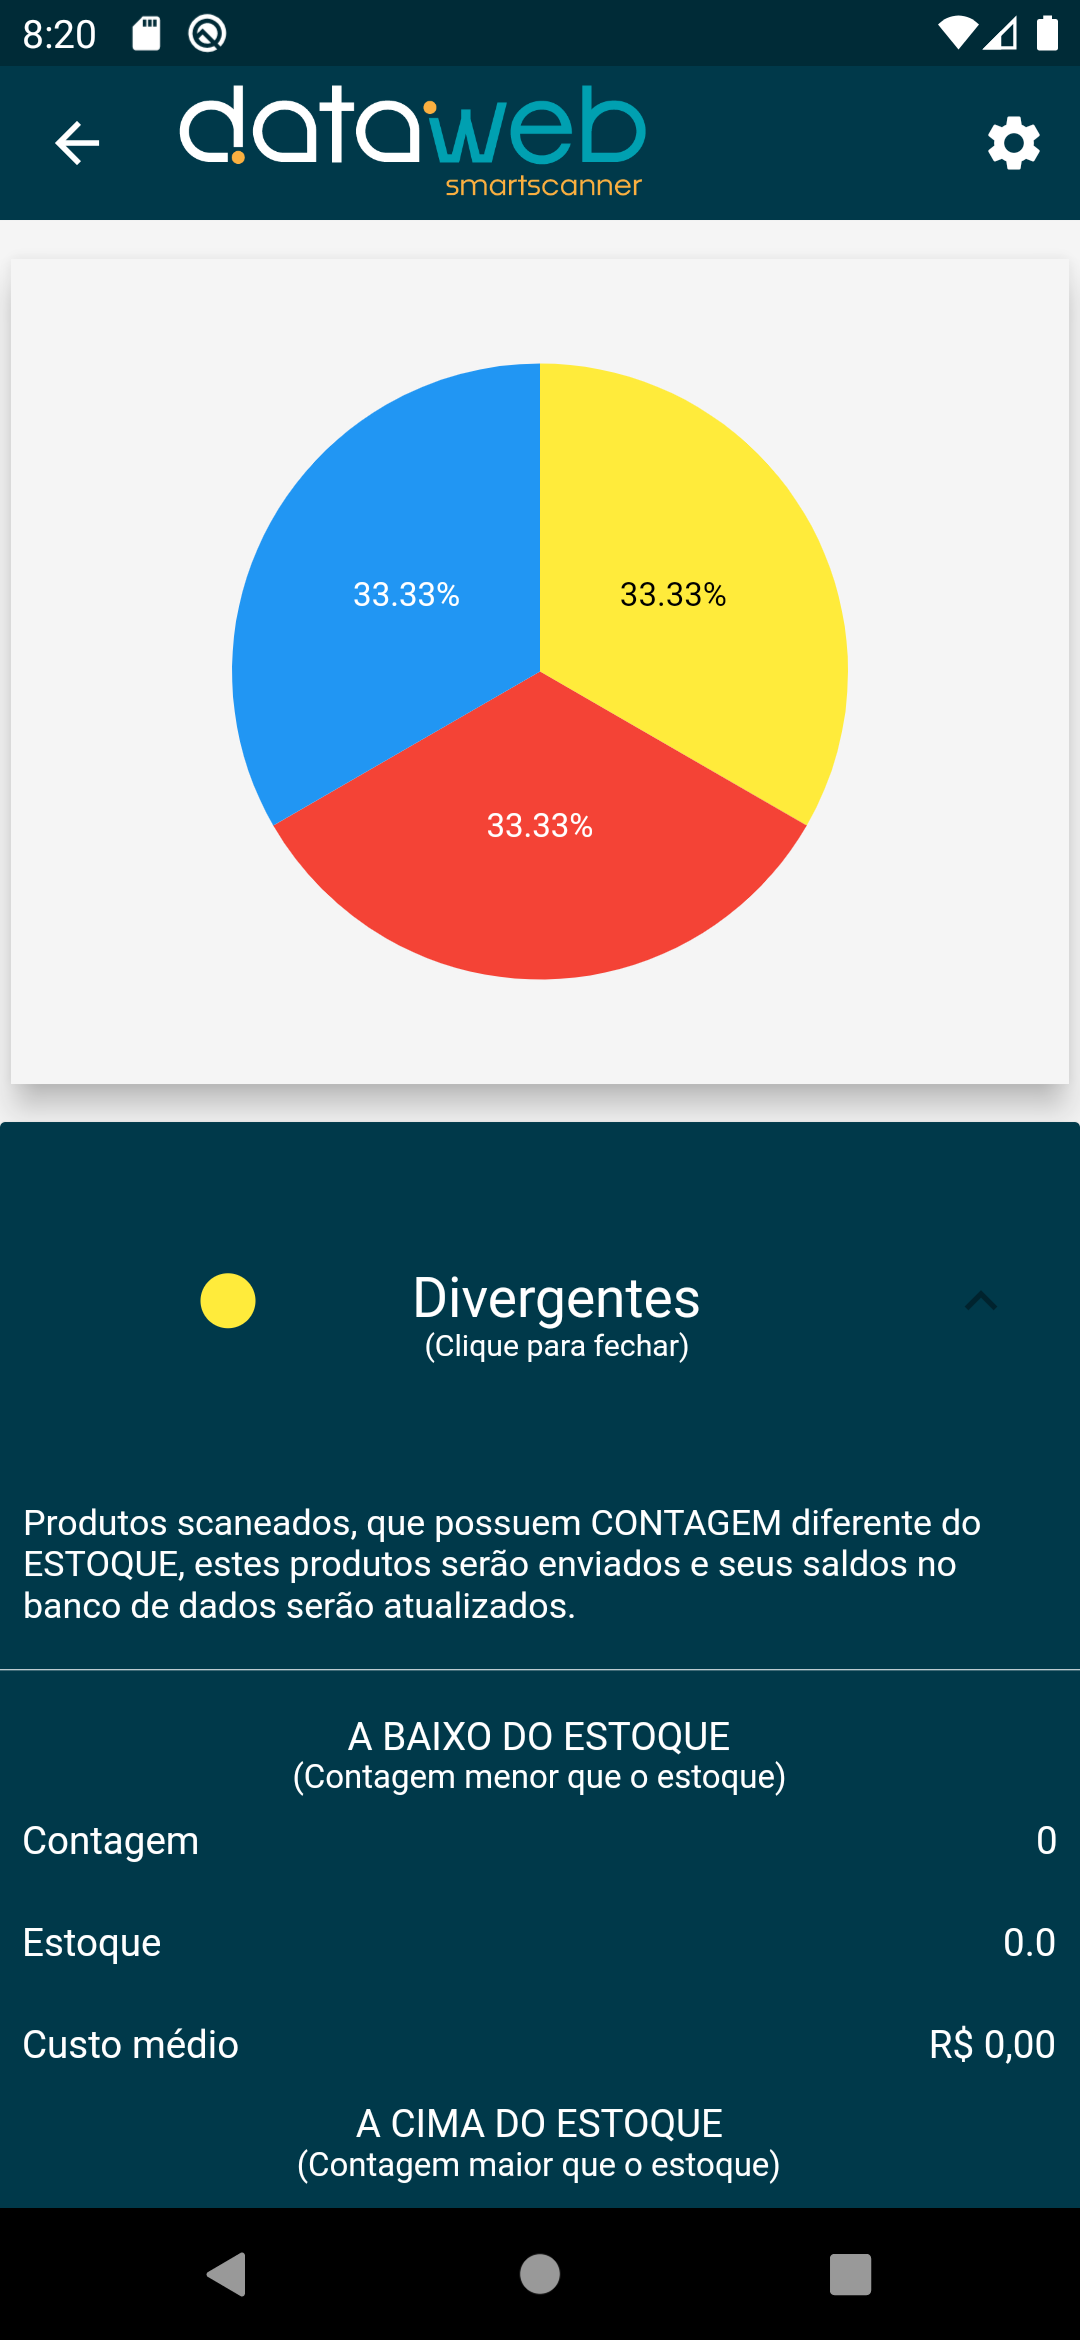 8:20
dataweb
smartscanner
33.33%
33.33%
33.33%
Divergentes
(Clique para fechar)
Produtos scaneados, que possuem CONTAGEM diferente do
ESTOQUE, estes produtos serão enviados e seus saldos no
banco de dados serão atualizados.
A BAIXO DO ESTOQUE
(Contagem menor que o estoque)
Contagem 0
Estoque 0.0
Custo médio R$ 0,00
A CIMA DO ESTOQUE
(Contagem maior que o estoque)